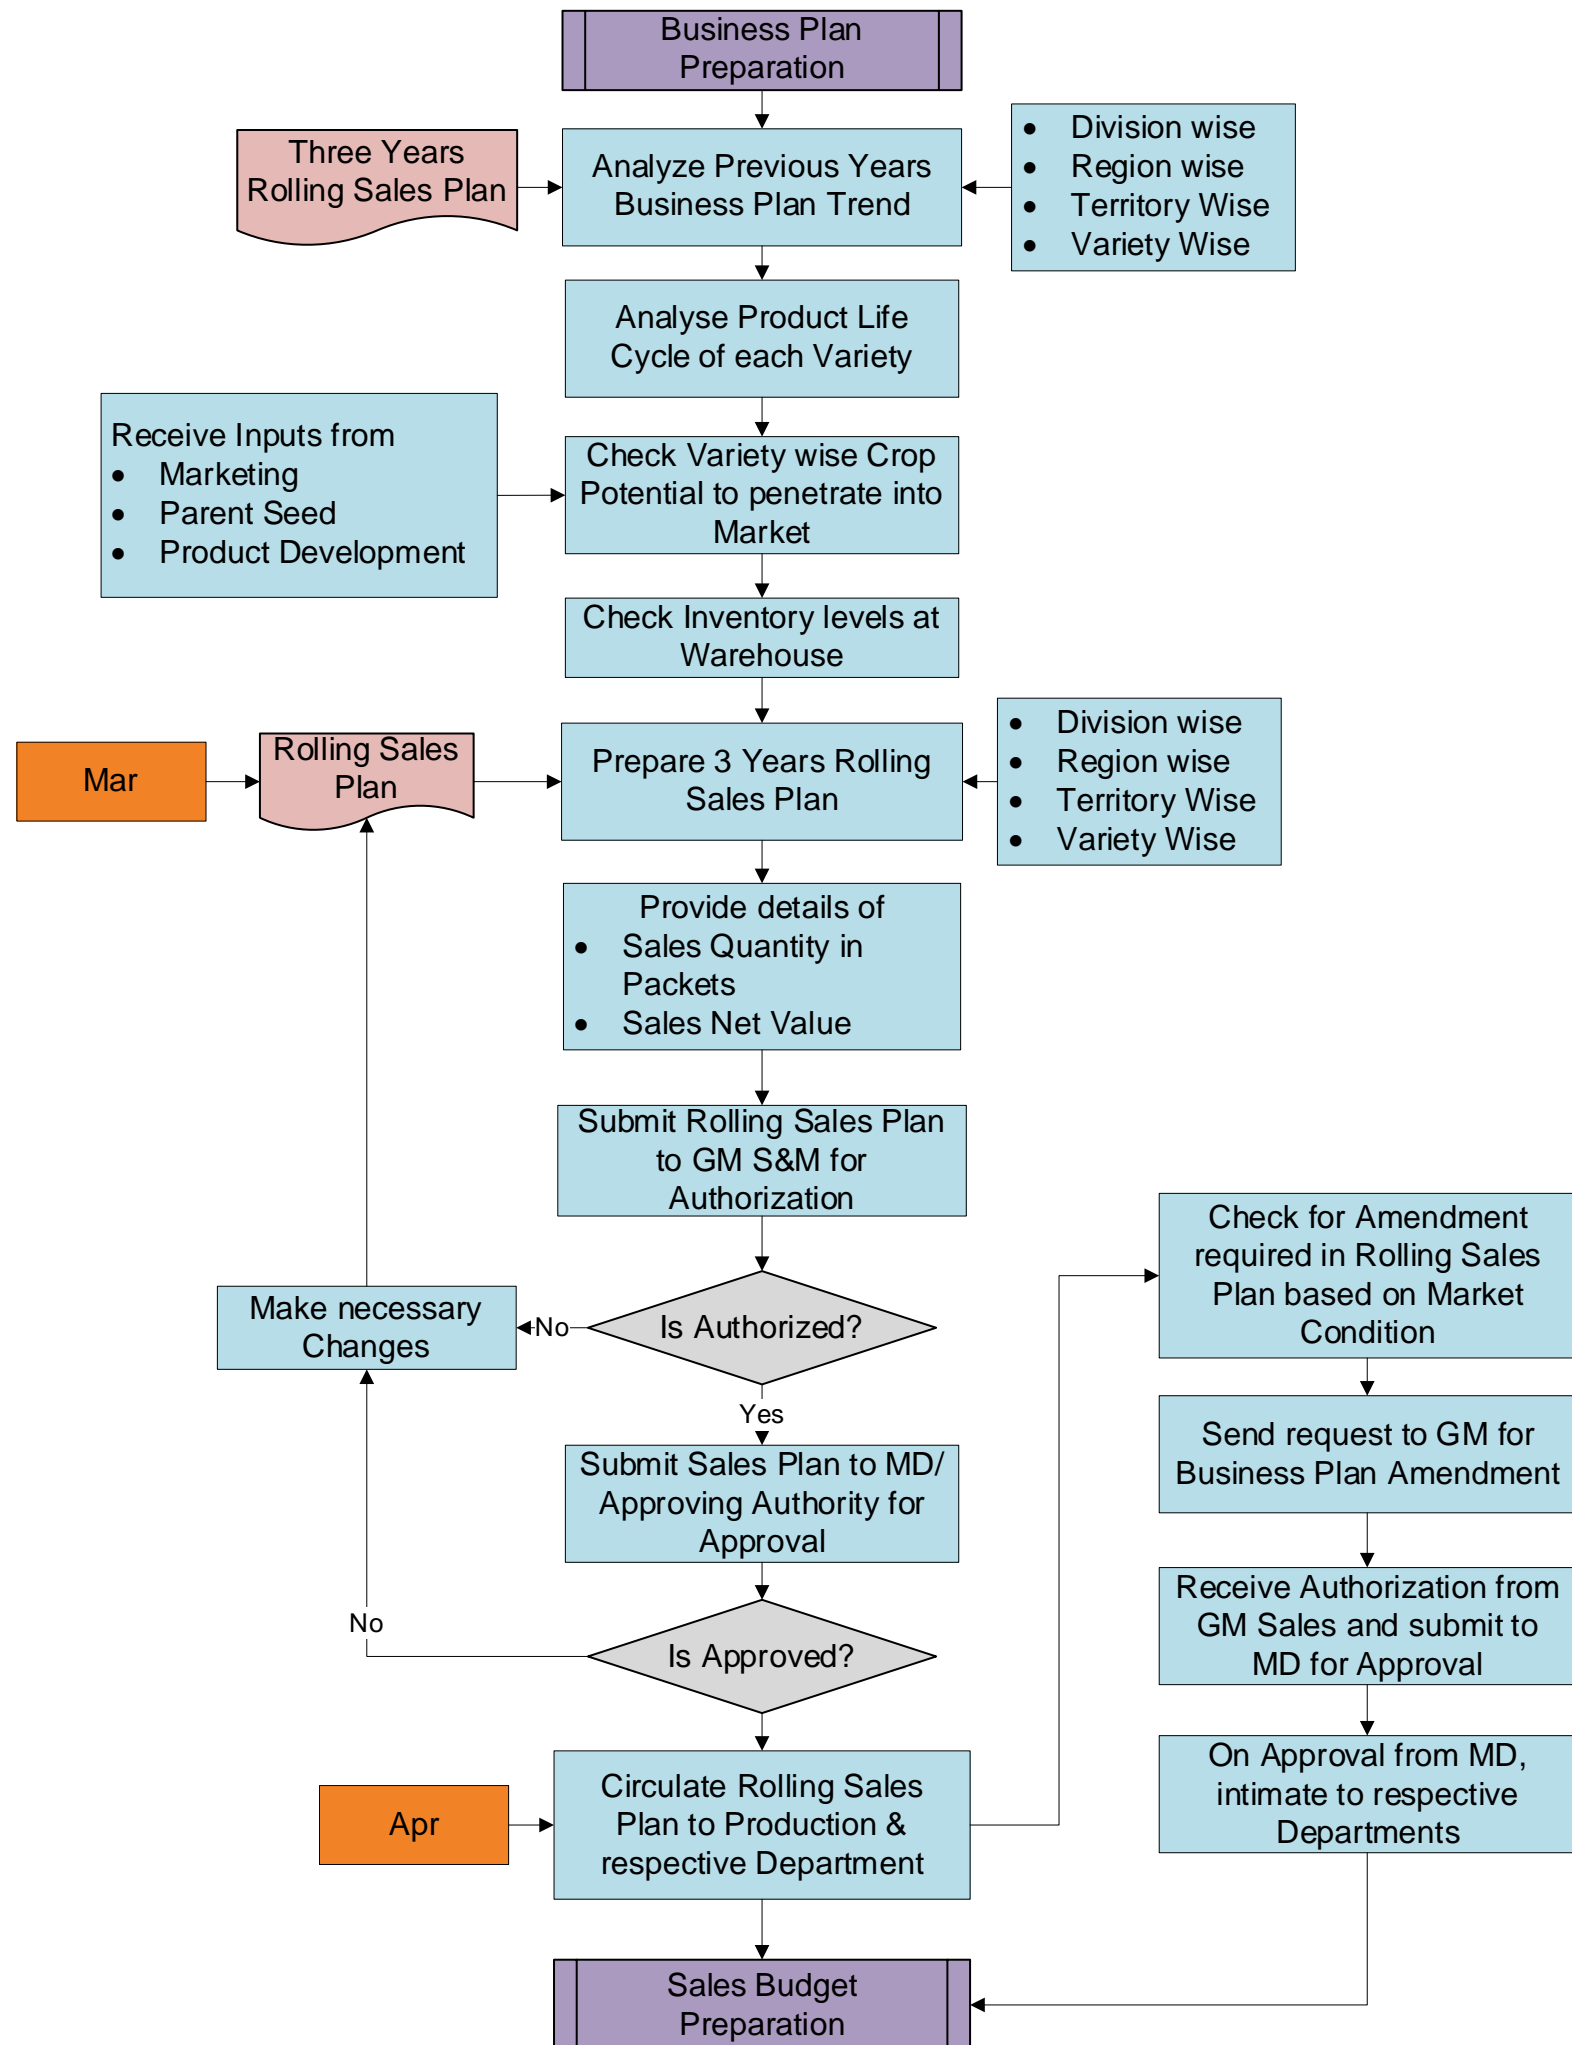 Business Plan
Preparation
Three Years
Rolling Sales Plan
Analyze Previous Years
Business Plan Trend
• Division wise
• Region wise
• Territory Wise
• Variety Wise
Analyse Product Life
Cycle of each Variety
Receive Inputs from
• Marketing
• Parent Seed
• Product Development
Check Variety wise Crop
Potential to penetrate into
Market
Check Inventory levels at
Warehouse
Mar
Rolling Sales
Plan
Prepare 3 Years Rolling
Sales Plan
• Division wise
• Region wise
• Territory Wise
• Variety Wise
Provide details of
• Sales Quantity in
Packets
• Sales Net Value
Submit Rolling Sales Plan
to GM S&M for
Authorization
Make necessary
Changes
No
Is Authorized?
Yes
Submit Sales Plan to MD/
Approving Authority for
Approval
No
Is Approved?
Apr
Circulate Rolling Sales
Plan to Production &
respective Department
Check for Amendment
required in Rolling Sales
Plan based on Market
Condition
Send request to GM for
Business Plan Amendment
Receive Authorization from
GM Sales and submit to
MD for Approval
On Approval from MD,
intimate to respective
Departments
Sales Budget
Preparation